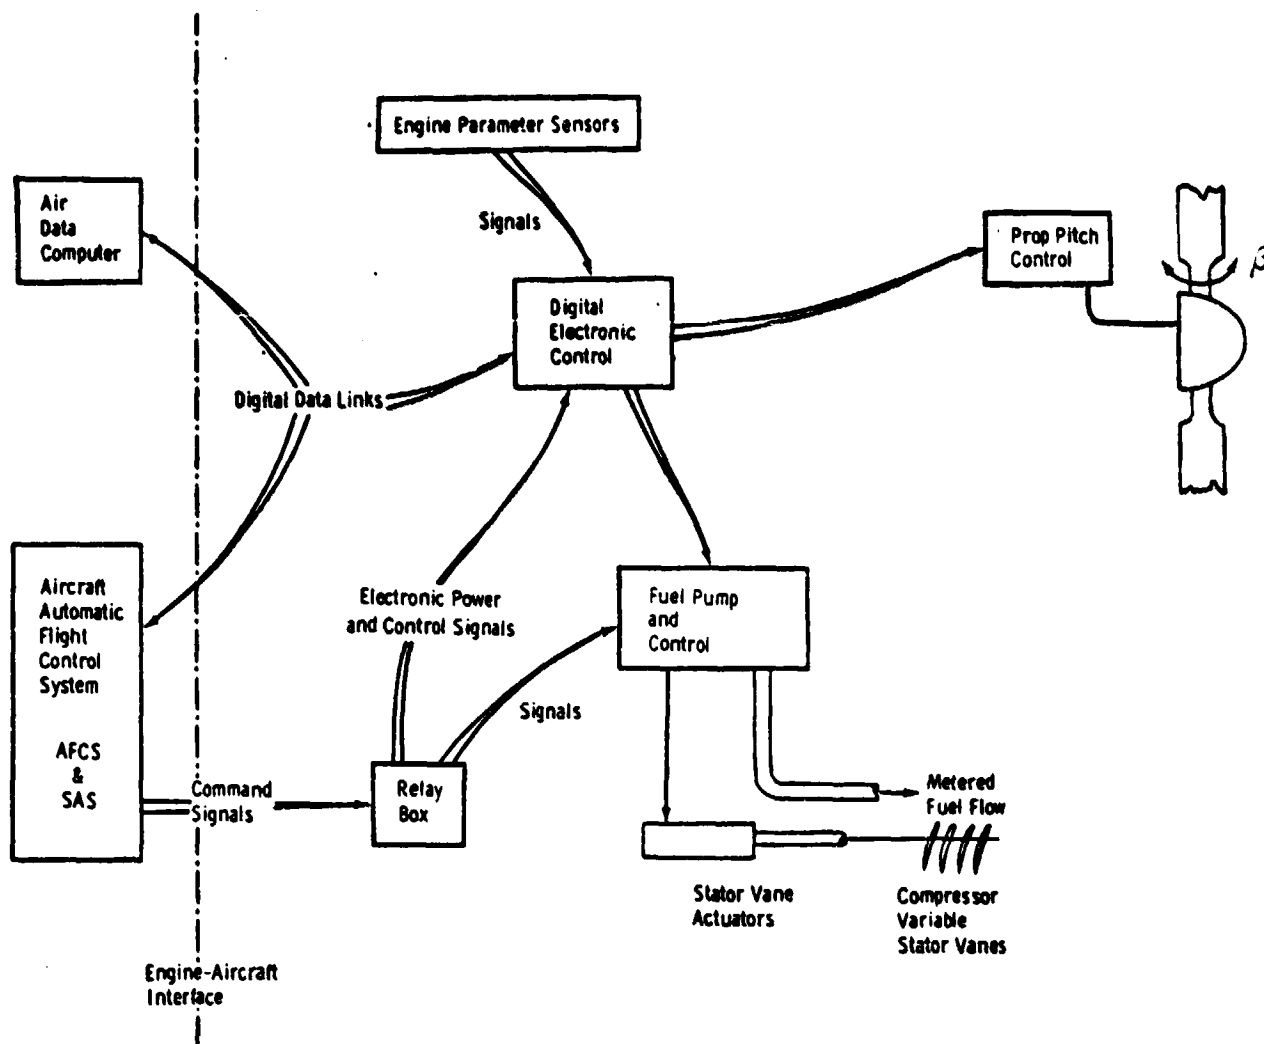 Engine Parameter Sensors
Air
Data
Computer
Signals
Prop Pitch
Control
β
Digital
Electronic
Control
Digital Data Links
Aircraft
Automatic
Flight
Control
System
AFCS
&
SAS
Electronic Power
and Control Signals
Fuel Pump
and
Control
Signals
Command
Signals
Relay
Box
Metered
Fuel Flow
Stator Vane
Actuators
Compressor
Variable
Stator Vanes
Engine-Aircraft
Interface